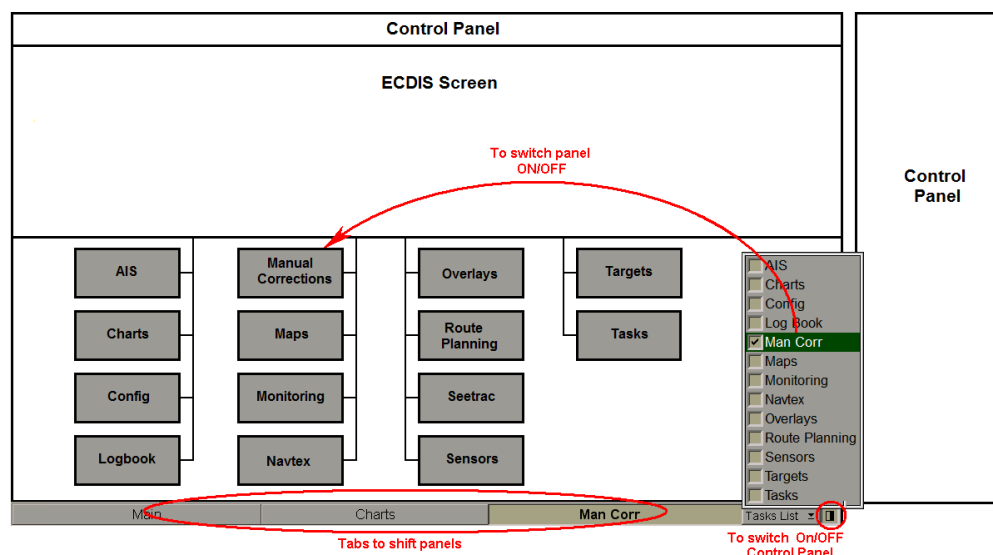 Control Panel
ECDIS Screen
To switch panel
ON/OFF
Control
Panel
AIS
Manual
Corrections
Overlays
Targets
Charts
Maps
Route
Planning
Tasks
Config
Monitoring
Seetrac
Logbook
Navtex
Sensors
AIS
Charts
Config
Log Book
Man Corr
Maps
Monitoring
Navtex
Overlays
Route Planning
Sensors
Targets
Tasks
Main
Charts
Man Corr
Tasks List
Tabs to shift panels
To switch On/OFF
Control Panel